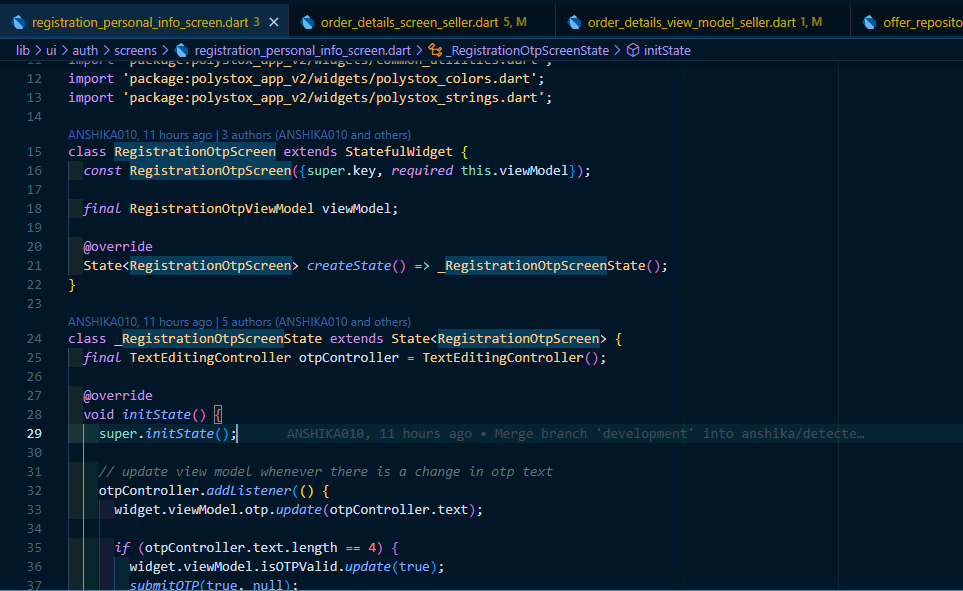 registration_personal_info_screen.dart 3 × order_details_screen_seller.dart 5, M order_details_view_model_seller.dart 1, M offer_reposito
lib > ui > auth > screens > registration_personal_info_screen.dart > _RegistrationOtpScreenState > initState
11 import 'package:polystox_app_v2/widgets/common_utilities.dart';
12 import 'package:polystox_app_v2/widgets/polystox_colors.dart';
13 import 'package:polystox_app_v2/widgets/polystox_strings.dart';
14
ANSHIKA010, 11 hours ago | 3 authors (ANSHIKA010 and others)
15 class RegistrationOtpScreen extends StatefulWidget {
16 const RegistrationOtpScreen({super.key, required this.viewModel});
17
18 final RegistrationOtpViewModel viewModel;
19
20 @override
21 State<RegistrationOtpScreen> createState() => _RegistrationOtpScreenState();
22 }
23
ANSHIKA010, 11 hours ago | 5 authors (ANSHIKA010 and others)
24 class _RegistrationOtpScreenState extends State<RegistrationOtpScreen> {
25 final TextEditingController otpController = TextEditingController();
26
27 @override
28 void initState() {
29 super.initState(); ANSHIKA010, 11 hours ago • Merge branch 'development' into anshika/detecte…
30
31 // update view model whenever there is a change in otp text
32 otpController.addListener(() {
33 widget.viewModel.otp.update(otpController.text);
34
35 if (otpController.text.length == 4) {
36 widget.viewModel.isOTPValid.update(true);
37 submitOTP(true, null);